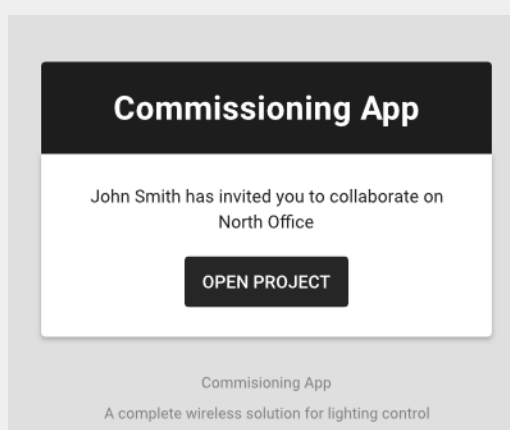 Commissioning App
John Smith has invited you to collaborate on
North Office
OPEN PROJECT
Commisioning App
A complete wireless solution for lighting control